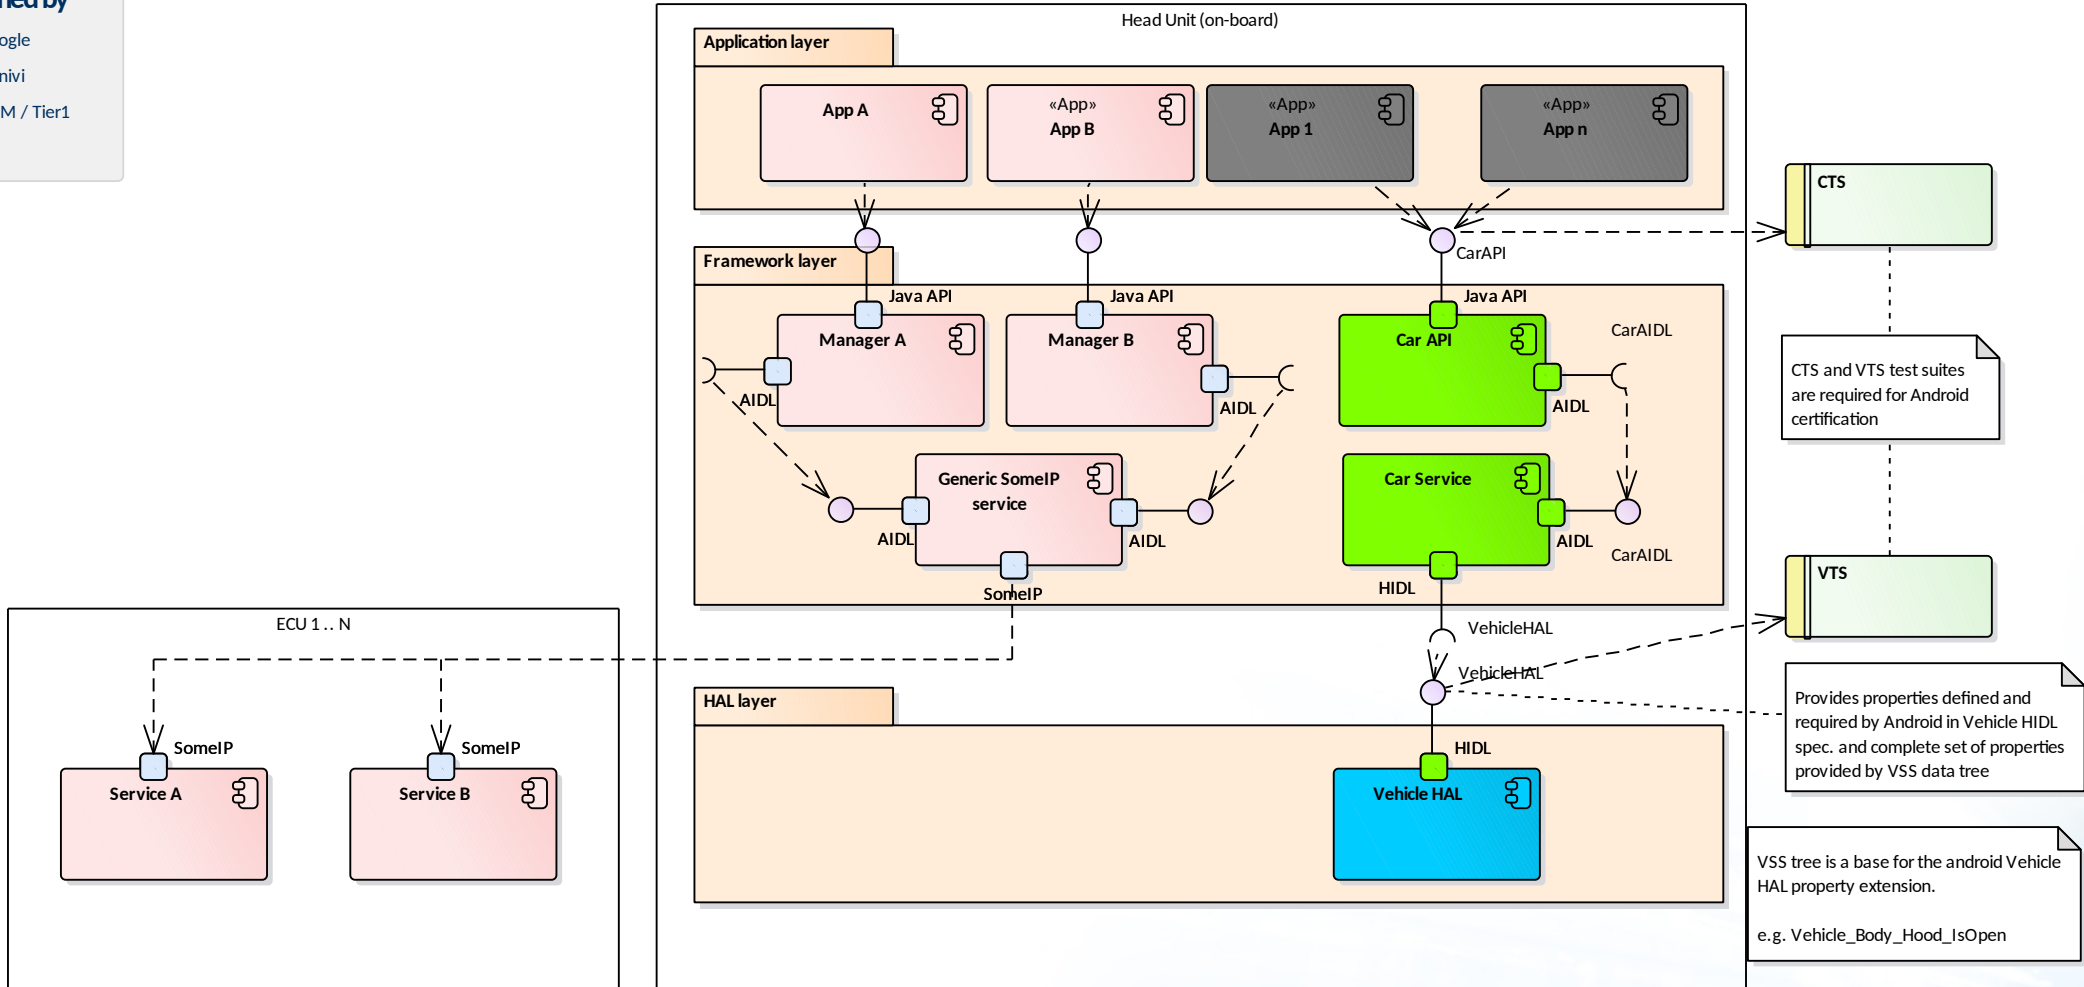 ned by
ogle
nivi
M / Tier1
Head Unit (on-board)
Application layer
App A
«App»
App B
«App»
App 1
«App»
App n
CarAPI
CTS
Framework layer
Java API
Java API
Java API
Manager A
Manager B
Car API
CarAIDL
AIDL
AIDL
AIDL
CTS and VTS test suites
are required for Android
certification
Generic SomeIP
service
Car Service
AIDL
AIDL
AIDL
CarAIDL
SomeIP
HIDL
VTS
ECU 1 .. N
VehicleHAL
VehicleHAL
HAL layer
Provides properties defined and
required by Android in Vehicle HIDL
spec. and complete set of properties
provided by VSS data tree
SomeIP
SomeIP
HIDL
Service A
Service B
Vehicle HAL
VSS tree is a base for the android Vehicle
HAL property extension.
e.g. Vehicle_Body_Hood_IsOpen